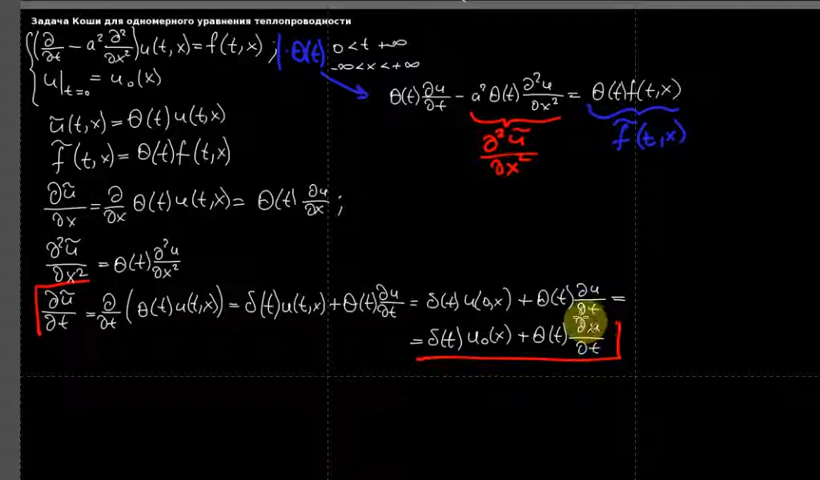 Задача Коши для одномерного уравнения теплопроводности
(∂/∂t − a² ∂²/∂x²) u(t,x) = f(t,x) ; | · Θ(t) 0 < t +∞
−∞ < x < +∞
u|t=0 = u₀(x)
Θ(t) ∂u/∂t − a² Θ(t) ∂²u/∂x² = Θ(t) f(t,x)
∂²ũ/∂x² f̃(t,x)
ũ(t,x) = Θ(t) u(t,x)
f̃(t,x) = Θ(t) f(t,x)
∂ũ/∂x = ∂/∂x Θ(t) u(t,x) = Θ(t) ∂u/∂x ;
∂²ũ/∂x² = Θ(t) ∂²u/∂x²
∂ũ/∂t = ∂/∂t (Θ(t) u(t,x)) = δ(t) u(t,x) + Θ(t) ∂u/∂t = δ(t) u(0,x) + Θ(t) ∂u/∂t =
= δ(t) u₀(x) + Θ(t) ∂u/∂t